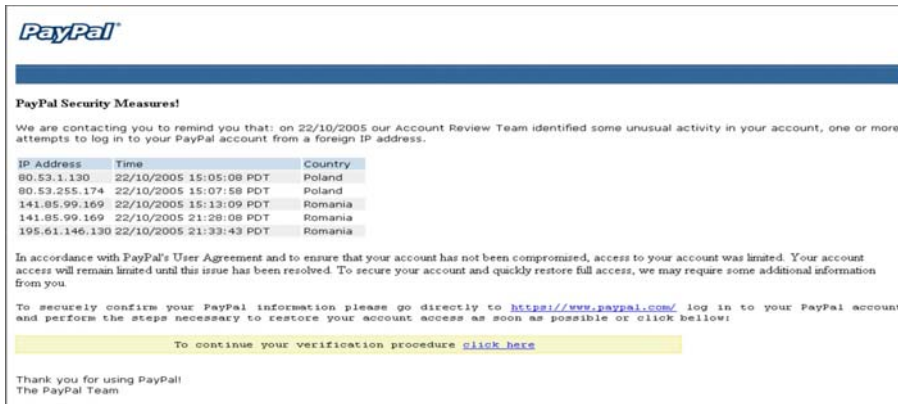 PayPal®
PayPal Security Measures!
We are contacting you to remind you that: on 22/10/2005 our Account Review Team identified some unusual activity in your account, one or more
attempts to log in to your PayPal account from a foreign IP address.
IP Address Time Country
80.53.1.130 22/10/2005 15:05:08 PDT Poland
80.53.255.174 22/10/2005 15:07:58 PDT Poland
141.85.99.169 22/10/2005 15:13:09 PDT Romania
141.85.99.169 22/10/2005 21:28:08 PDT Romania
195.61.146.130 22/10/2005 21:33:43 PDT Romania
In accordance with PayPal's User Agreement and to ensure that your account has not been compromised, access to your account was limited. Your account
access will remain limited until this issue has been resolved. To secure your account and quickly restore full access, we may require some additional information
from you.
To securely confirm your PayPal information please go directly to https://www.paypal.com/ log in to your PayPal account
and perform the steps necessary to restore your account access as soon as possible or click bellow:
To continue your verification procedure click here
Thank you for using PayPal!
The PayPal Team